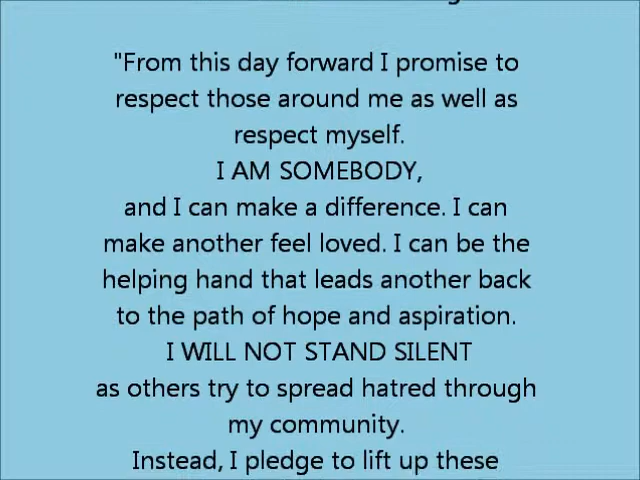 "From this day forward I promise to
respect those around me as well as
respect myself.
I AM SOMEBODY,
and I can make a difference. I can
make another feel loved. I can be the
helping hand that leads another back
to the path of hope and aspiration.
I WILL NOT STAND SILENT
as others try to spread hatred through
my community.
Instead, I pledge to lift up these